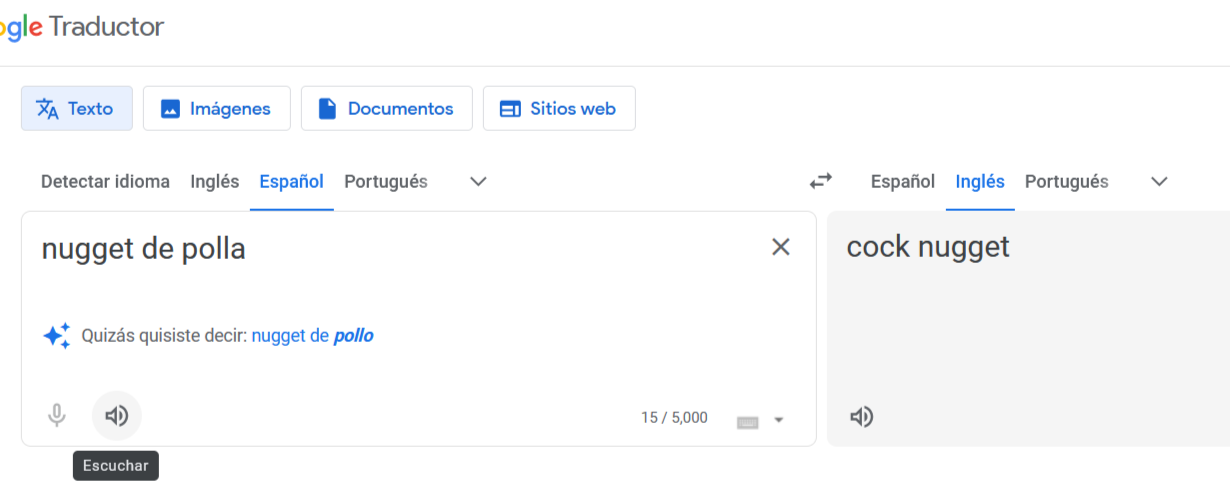 ogle Traductor
Texto Imágenes Documentos Sitios web
Detectar idioma Inglés Español Portugués Español Inglés Portugués
nugget de polla
cock nugget
Quizás quisiste decir: nugget de pollo
15 / 5,000
Escuchar